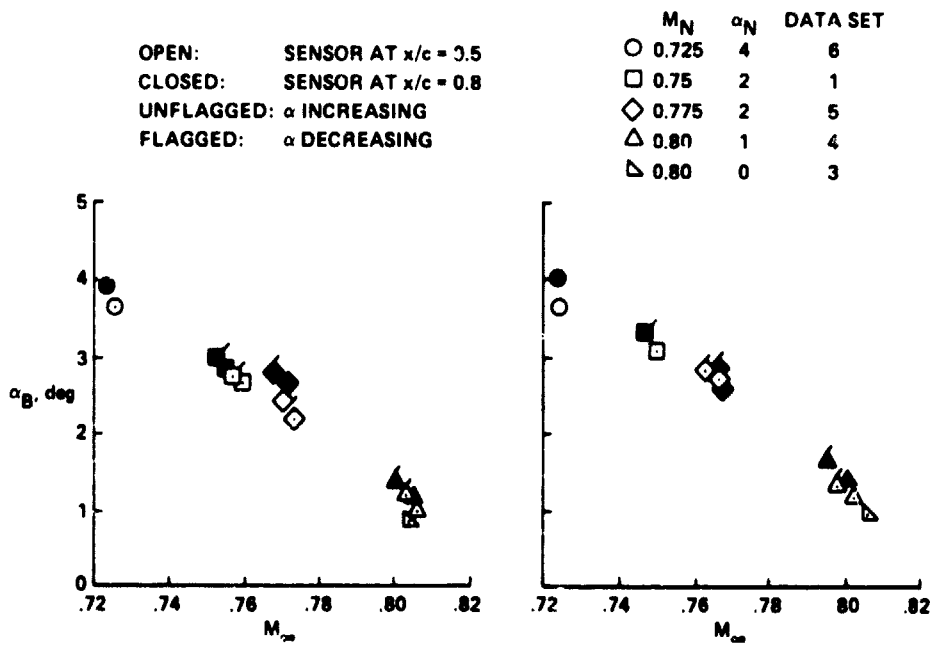 OPEN: SENSOR AT x/c = 0.5
CLOSED: SENSOR AT x/c = 0.8
UNFLAGGED: α INCREASING
FLAGGED: α DECREASING
M_N α_N DATA SET
0.725 4 6
0.75 2 1
0.775 2 5
0.80 1 4
0.80 0 3
5
4
3
2
1
0
α_B, deg
.72 .74 .76 .78 .80 .82
M_∞
.72 .74 .76 .78 .80 .82
M_∞